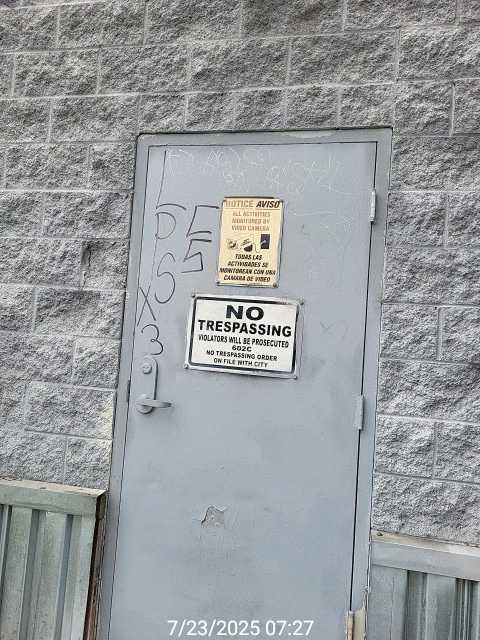 NOTICE AVISO
ALL ACTIVITIES
MONITORED BY
VIDEO CAMERA
TODAS LAS
ACTIVIDADES SE
MONITOREAN CON UNA
CAMARA DE VIDEO
NO
TRESPASSING
VIOLATORS WILL BE PROSECUTED
602C
NO TRESPASSING ORDER
ON FILE WITH CITY
X3
7/23/2025 07:27